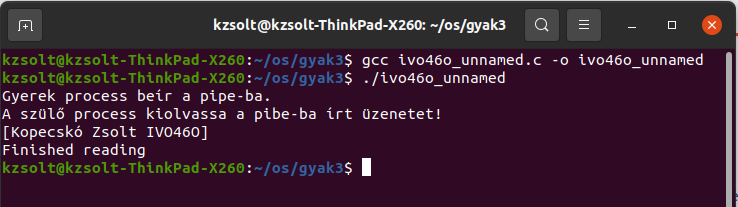 kzsolt@kzsolt-ThinkPad-X260: ~/os/gyak3
kzsolt@kzsolt-ThinkPad-X260:~/os/gyak3$ gcc ivo46o_unnamed.c -o ivo46o_unnamed
kzsolt@kzsolt-ThinkPad-X260:~/os/gyak3$ ./ivo46o_unnamed
Gyerek process beír a pipe-ba.
A szülő process kiolvassa a pibe-ba írt üzenetet!
[Kopecskó Zsolt IVO46O]
Finished reading
kzsolt@kzsolt-ThinkPad-X260:~/os/gyak3$